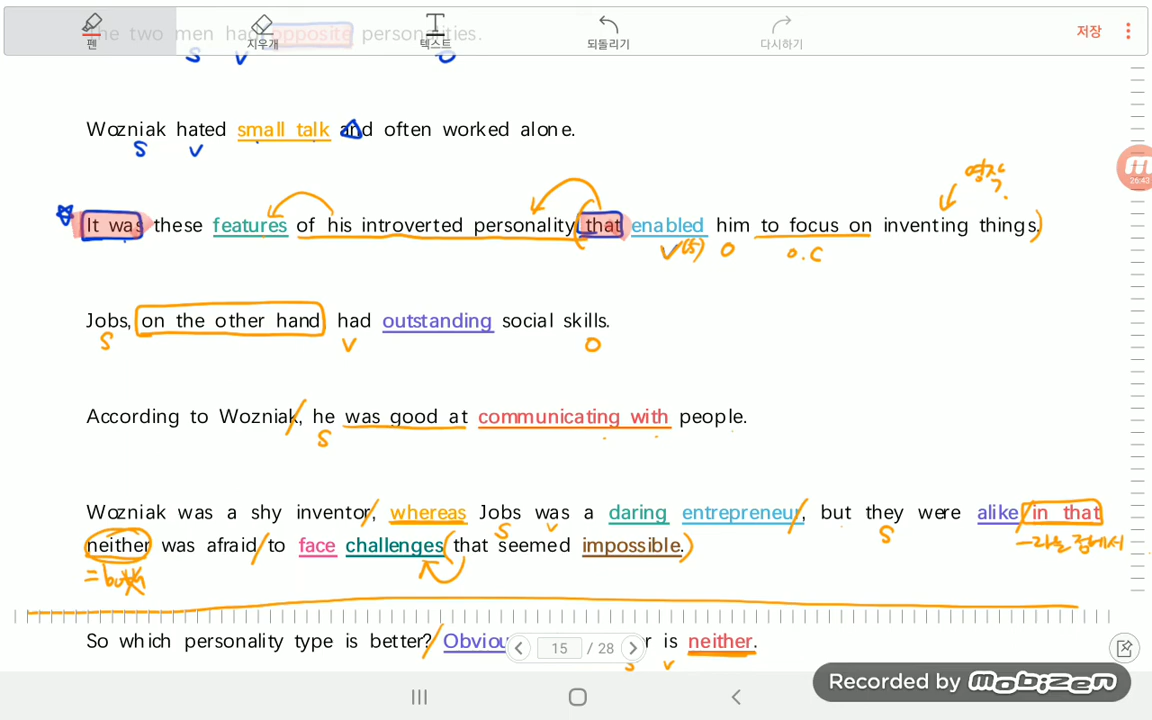 펜 지우개 텍스트 되돌리기 다시하기 저장
The two men had opposite personalities.
S V O
Wozniak hated small talk and often worked alone.
S V
It was these features of his introverted personality that enabled him to focus on inventing things.
V(5) O O.C
26:42
Jobs, on the other hand had outstanding social skills.
S V O
According to Wozniak, he was good at communicating with people.
S
Wozniak was a shy inventor, whereas Jobs was a daring entrepreneur, but they were alike in that
S V S ~라는 점에서
neither was afraid to face challenges that seemed impossible.
= both X
So which personality type is better? Obviou r is neither.
S V
15 / 28
Recorded by mobizen